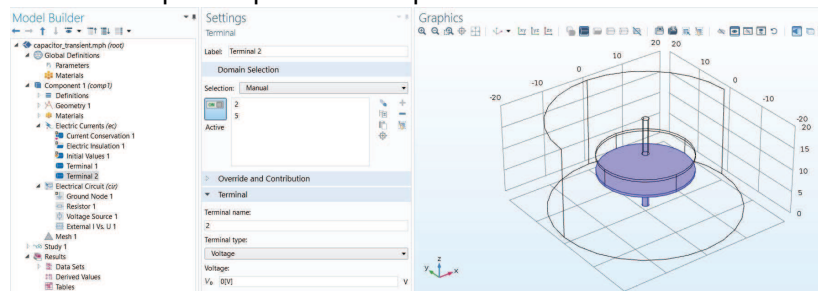 Model Builder
capacitor_transient.mph (root)
Global Definitions
Parameters
Materials
Component 1 (comp1)
Definitions
Geometry 1
Materials
Electric Currents (ec)
Current Conservation 1
Electric Insulation 1
Initial Values 1
Terminal 1
Terminal 2
Electrical Circuit (cir)
Ground Node 1
Resistor 1
Voltage Source 1
External I Vs. U 1
Mesh 1
Study 1
Results
Data Sets
Derived Values
Tables
Settings
Terminal
Label: Terminal 2
Domain Selection
Selection: Manual
2
5
Active
Override and Contribution
Terminal
Terminal name:
2
Terminal type:
Voltage
Voltage:
V₀ 0[V] V
Graphics
20 20
10 10
0 0
-10 -10
-20 -20
20
15
10
5
0
z
y x